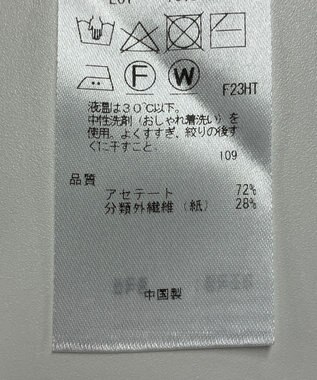 F
W
F23HT
液温は30℃以下。
中性洗剤(おしゃれ着洗い)を
使用、よくすすぎ、絞りの後す
ぐに干すこと。
109
品質
アセテート 72%
分類外繊維(紙) 28%
中国製